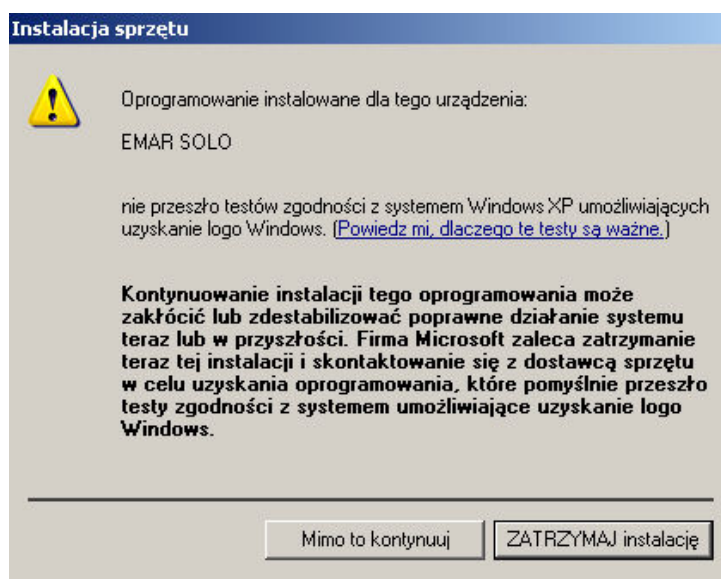 Instalacja sprzętu
Oprogramowanie instalowane dla tego urządzenia:
EMAR SOLO
nie przeszło testów zgodności z systemem Windows XP umożliwiających
uzyskanie logo Windows. (Powiedz mi, dlaczego te testy są ważne.)
Kontynuowanie instalacji tego oprogramowania może
zakłócić lub zdestabilizować poprawne działanie systemu
teraz lub w przyszłości. Firma Microsoft zaleca zatrzymanie
teraz tej instalacji i skontaktowanie się z dostawcą sprzętu
w celu uzyskania oprogramowania, które pomyślnie przeszło
testy zgodności z systemem umożliwiające uzyskanie logo
Windows.
Mimo to kontynuuj
ZATRZYMAJ instalację